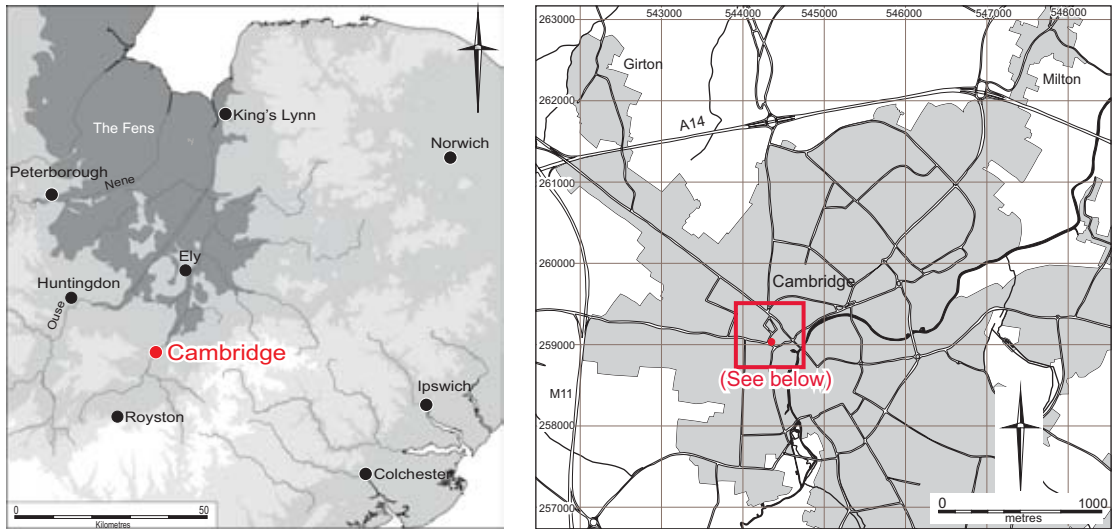 The Fens
King's Lynn
Norwich
Peterborough
Nene
Ely
Huntingdon
Ouse
Cambridge
Ipswich
Royston
Colchester
0 50
Kilometres
543000 544000 545000 546000 547000 548000
263000
Girton
Milton
262000
A14
261000
260000
Cambridge
259000
(See below)
M11
258000
0 1000
metres
257000